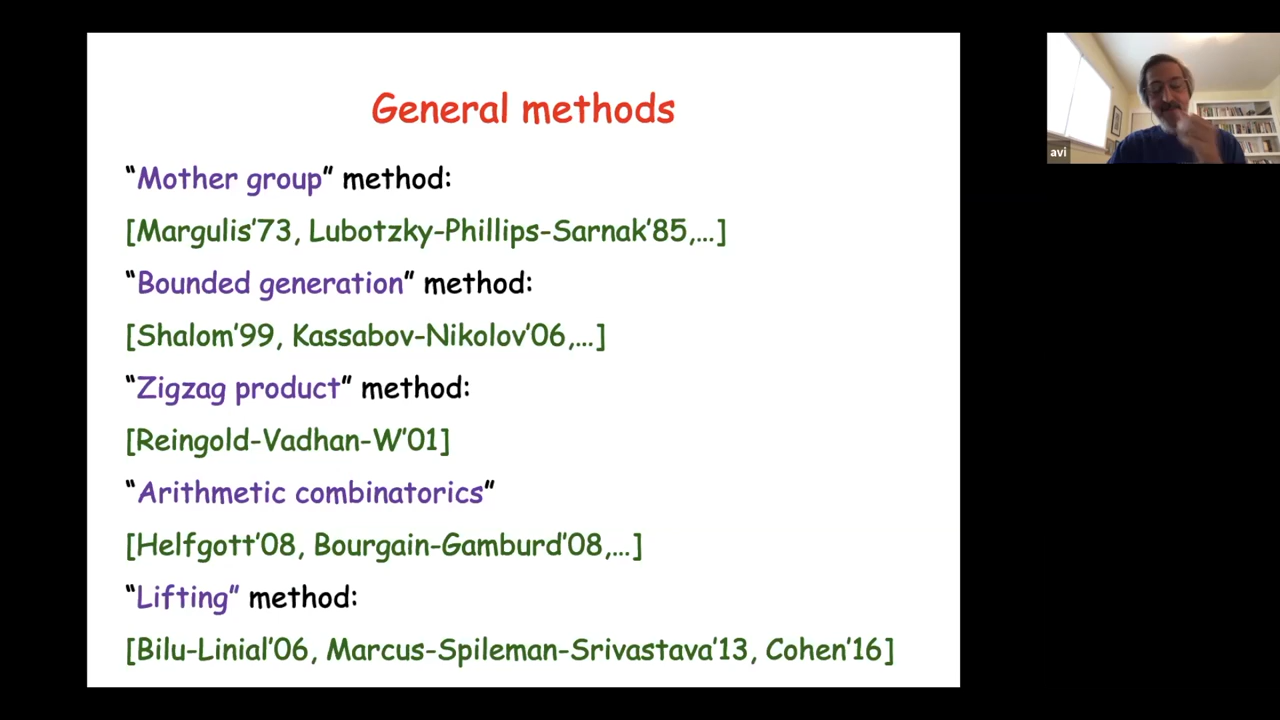 General methods
“Mother group” method:
[Margulis’73, Lubotzky-Phillips-Sarnak’85,…]
“Bounded generation” method:
[Shalom’99, Kassabov-Nikolov’06,…]
“Zigzag product” method:
[Reingold-Vadhan-W’01]
“Arithmetic combinatorics”
[Helfgott’08, Bourgain-Gamburd’08,…]
“Lifting” method:
[Bilu-Linial’06, Marcus-Spileman-Srivastava’13, Cohen’16]
avi